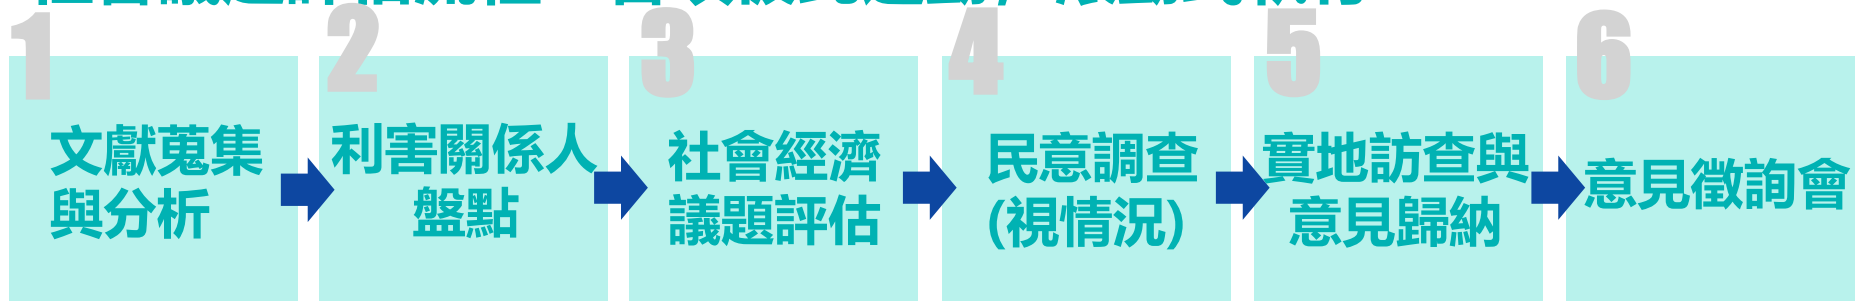 1
文獻蒐集
與分析
2
利害關係人
盤點
3
社會經濟
議題評估
4
民意調查
(視情況)
5
實地訪查與
意見歸納
6
意見徵詢會